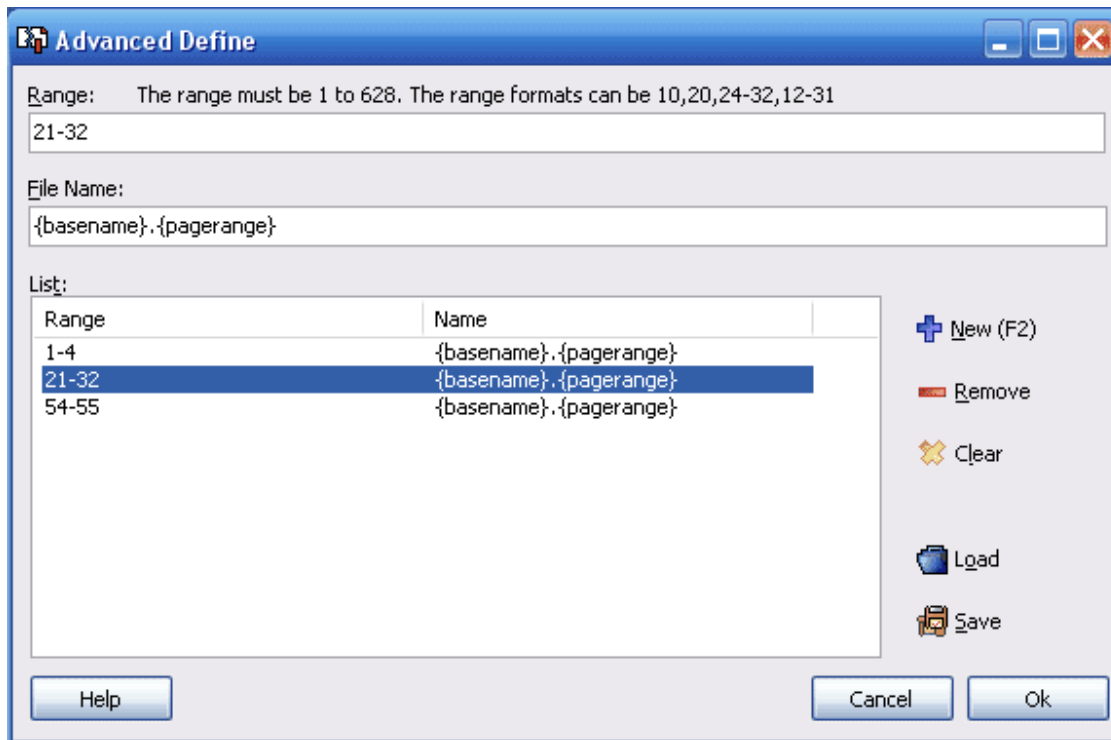 Advanced Define
Range: The range must be 1 to 628. The range formats can be 10,20,24-32,12-31
21-32
File Name:
{basename}.{pagerange}
List:
Range Name
1-4 {basename}.{pagerange}
21-32 {basename}.{pagerange}
54-55 {basename}.{pagerange}
New (F2)
Remove
Clear
Load
Save
Help Cancel Ok